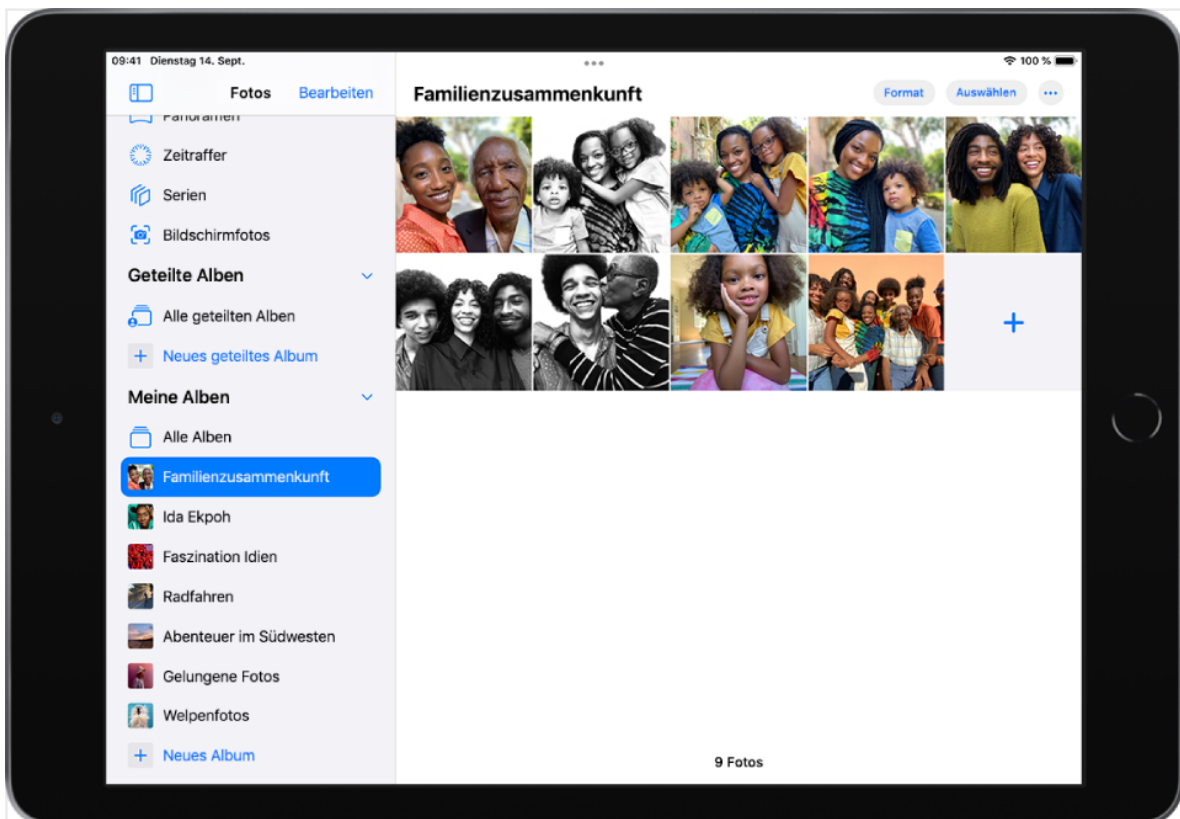 09:41 Dienstag 14. Sept.
100 %
Fotos
Bearbeiten
Panoramen
Zeitraffer
Serien
Bildschirmfotos
Geteilte Alben
Alle geteilten Alben
Neues geteiltes Album
Meine Alben
Alle Alben
Familienzusammenkunft
Ida Ekpoh
Faszination Idien
Radfahren
Abenteuer im Südwesten
Gelungene Fotos
Welpenfotos
Neues Album
Familienzusammenkunft
Format
Auswählen
9 Fotos